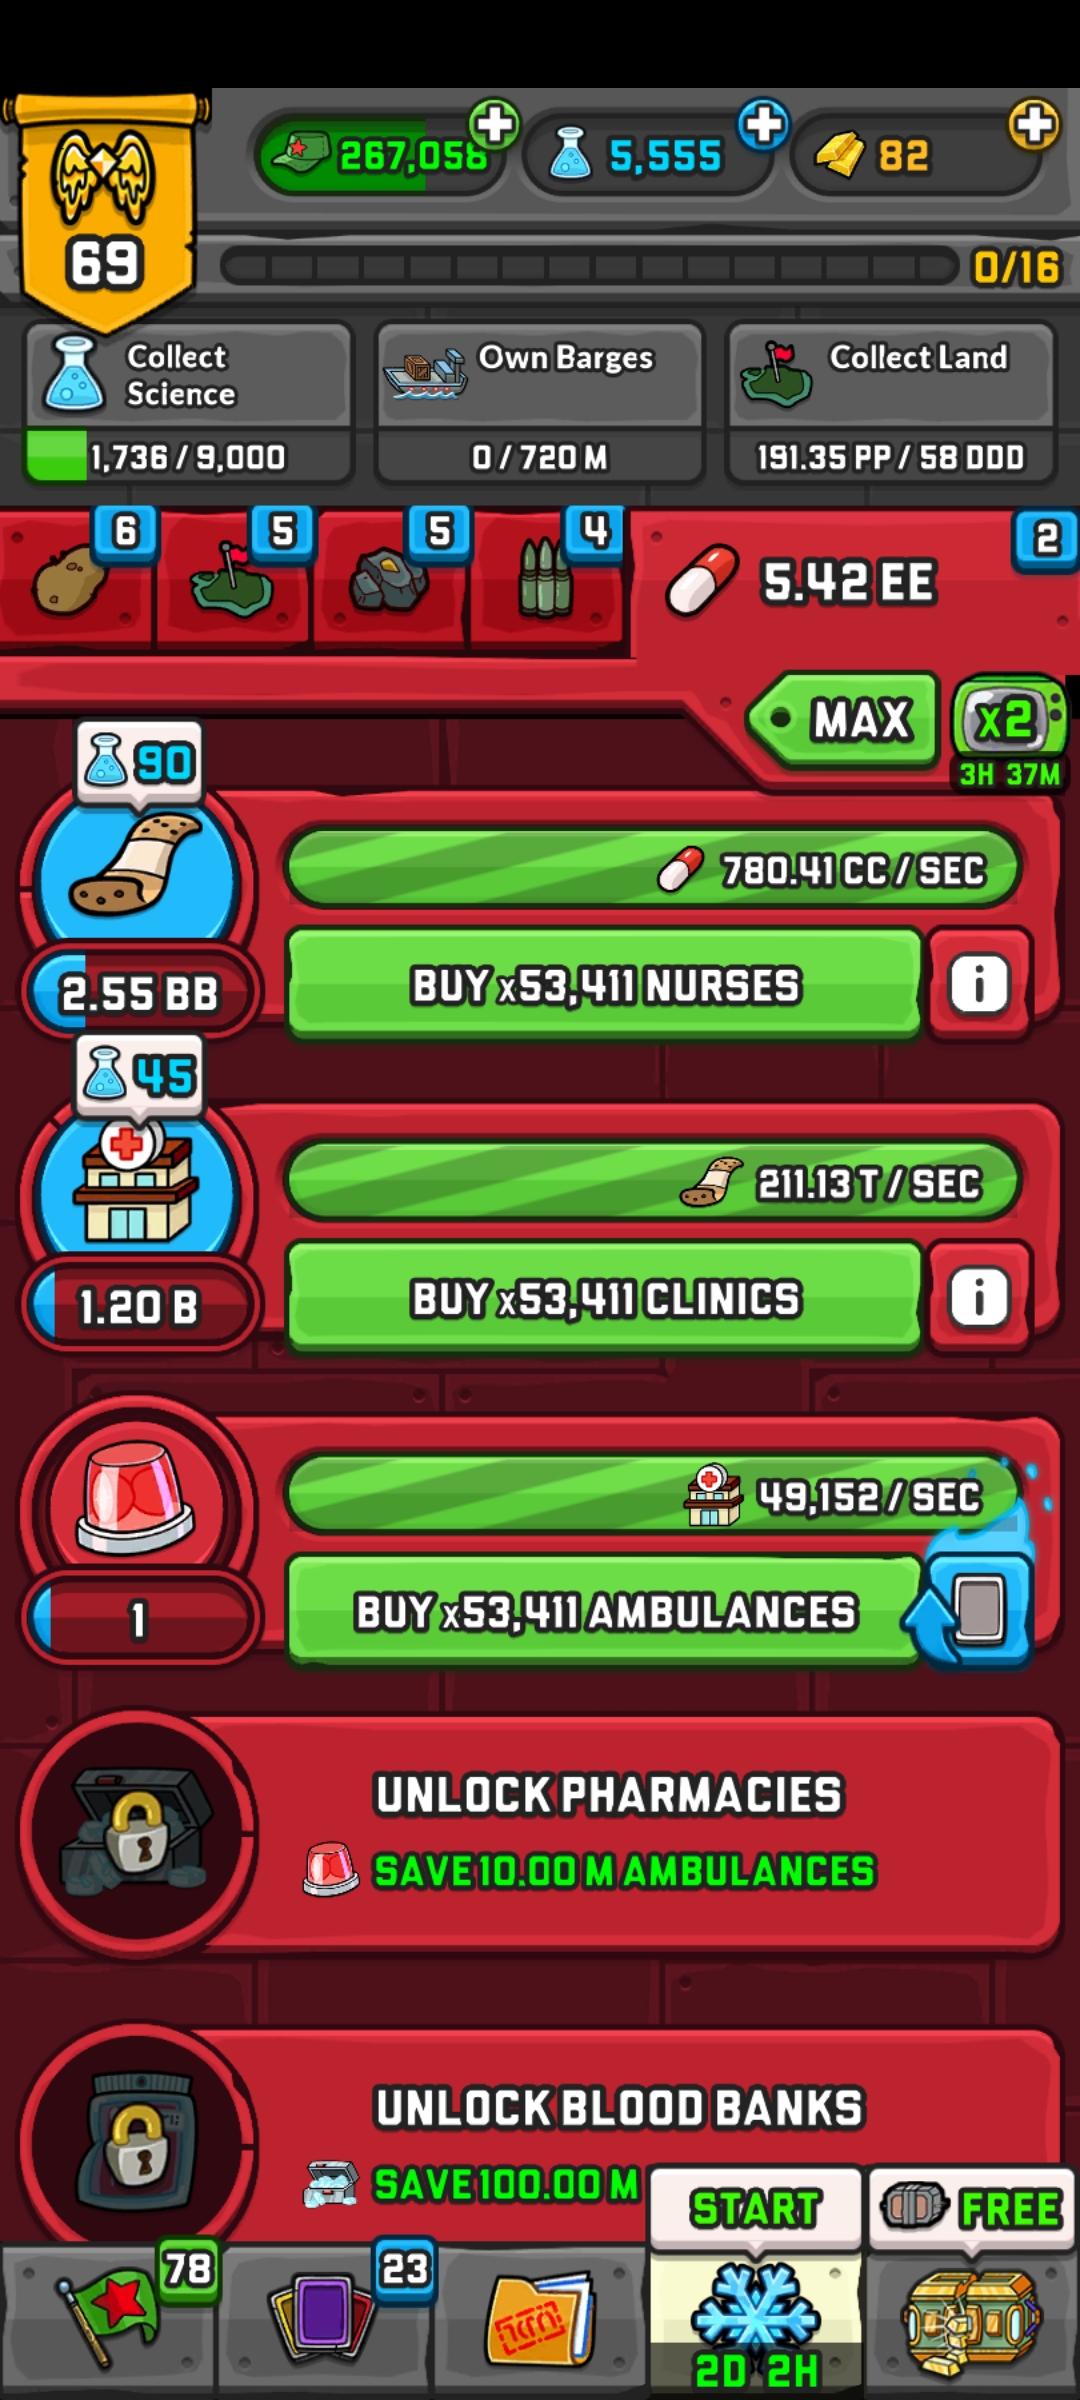 267,058
5,555
82
69
0/16
Collect
Science
1,736 / 9,000
Own Barges
0 / 720 M
Collect Land
191.35 PP / 58 DDD
6
5
5
4
5.42 EE
2
MAX
x2
3H 37M
90
780.41 CC / SEC
2.55 BB
BUY x53,411 NURSES
i
45
211.13 T / SEC
1.20 B
BUY x53,411 CLINICS
i
49,152 / SEC
1
BUY x53,411 AMBULANCES
UNLOCK PHARMACIES
SAVE 10.00 M AMBULANCES
UNLOCK BLOOD BANKS
SAVE 100.00 M
START
FREE
78
23
2D 2H